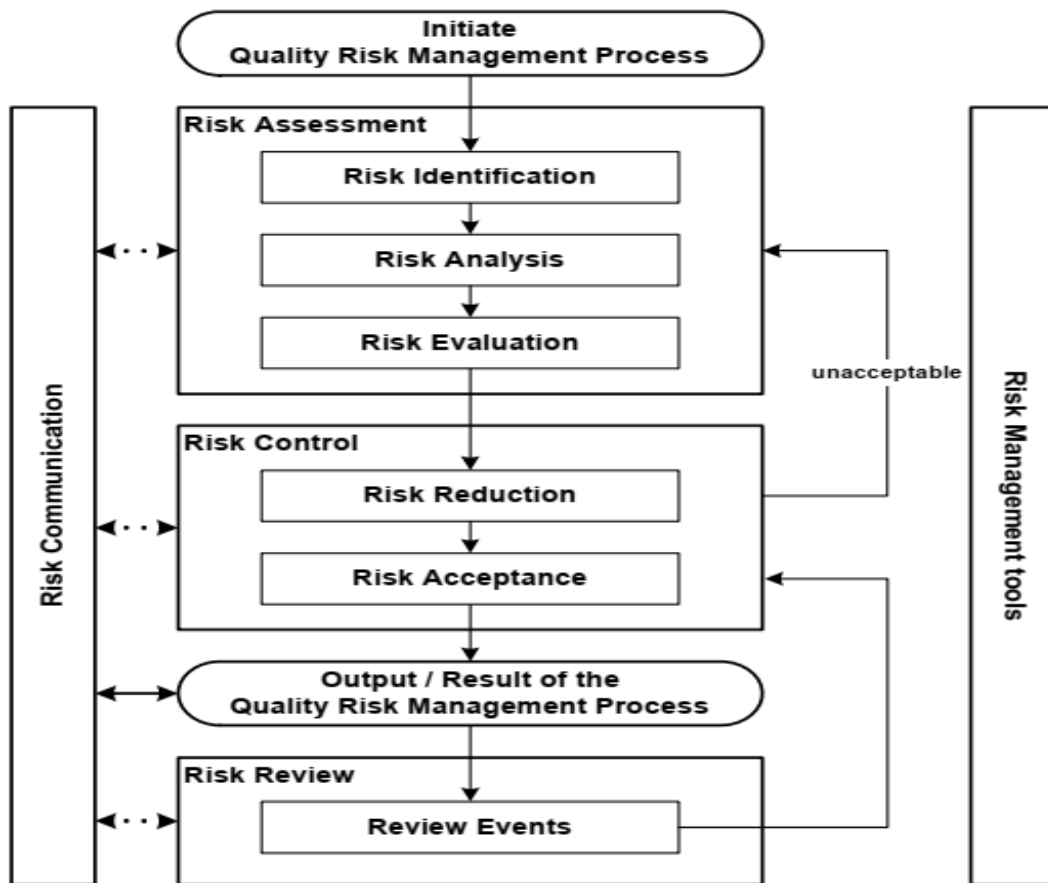 Initiate
Quality Risk Management Process
Risk Assessment
Risk Identification
Risk Analysis
Risk Evaluation
unacceptable
Risk Control
Risk Reduction
Risk Acceptance
Output / Result of the
Quality Risk Management Process
Risk Review
Review Events
Risk Communication
Risk Management tools